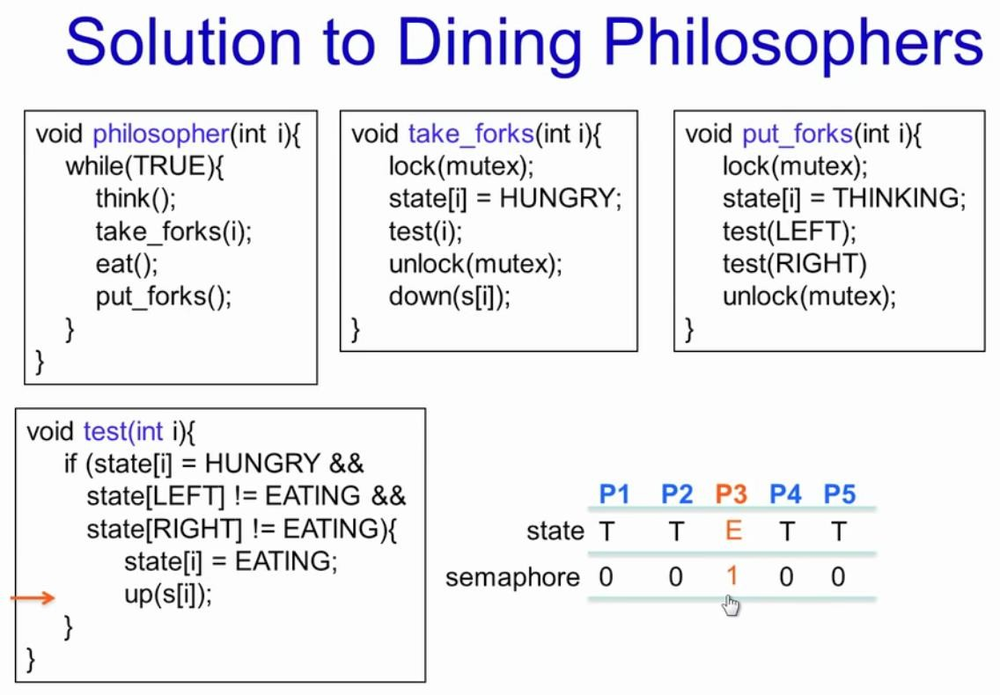 Solution to Dining Philosophers
void philosopher(int i){
while(TRUE){
think();
take_forks(i);
eat();
put_forks();
}
}
void take_forks(int i){
lock(mutex);
state[i] = HUNGRY;
test(i);
unlock(mutex);
down(s[i]);
}
void put_forks(int i){
lock(mutex);
state[i] = THINKING;
test(LEFT);
test(RIGHT)
unlock(mutex);
}
void test(int i){
if (state[i] = HUNGRY &&
state[LEFT] != EATING &&
state[RIGHT] != EATING){
state[i] = EATING;
up(s[i]);
}
}
P1 P2 P3 P4 P5
state T T E T T
semaphore 0 0 1 0 0